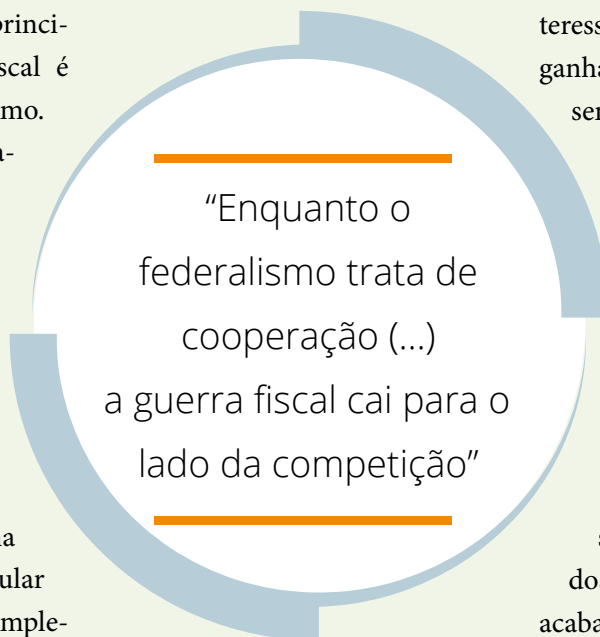 “Enquanto o
federalismo trata de
cooperação (...)
a guerra fiscal cai para o
lado da competição”